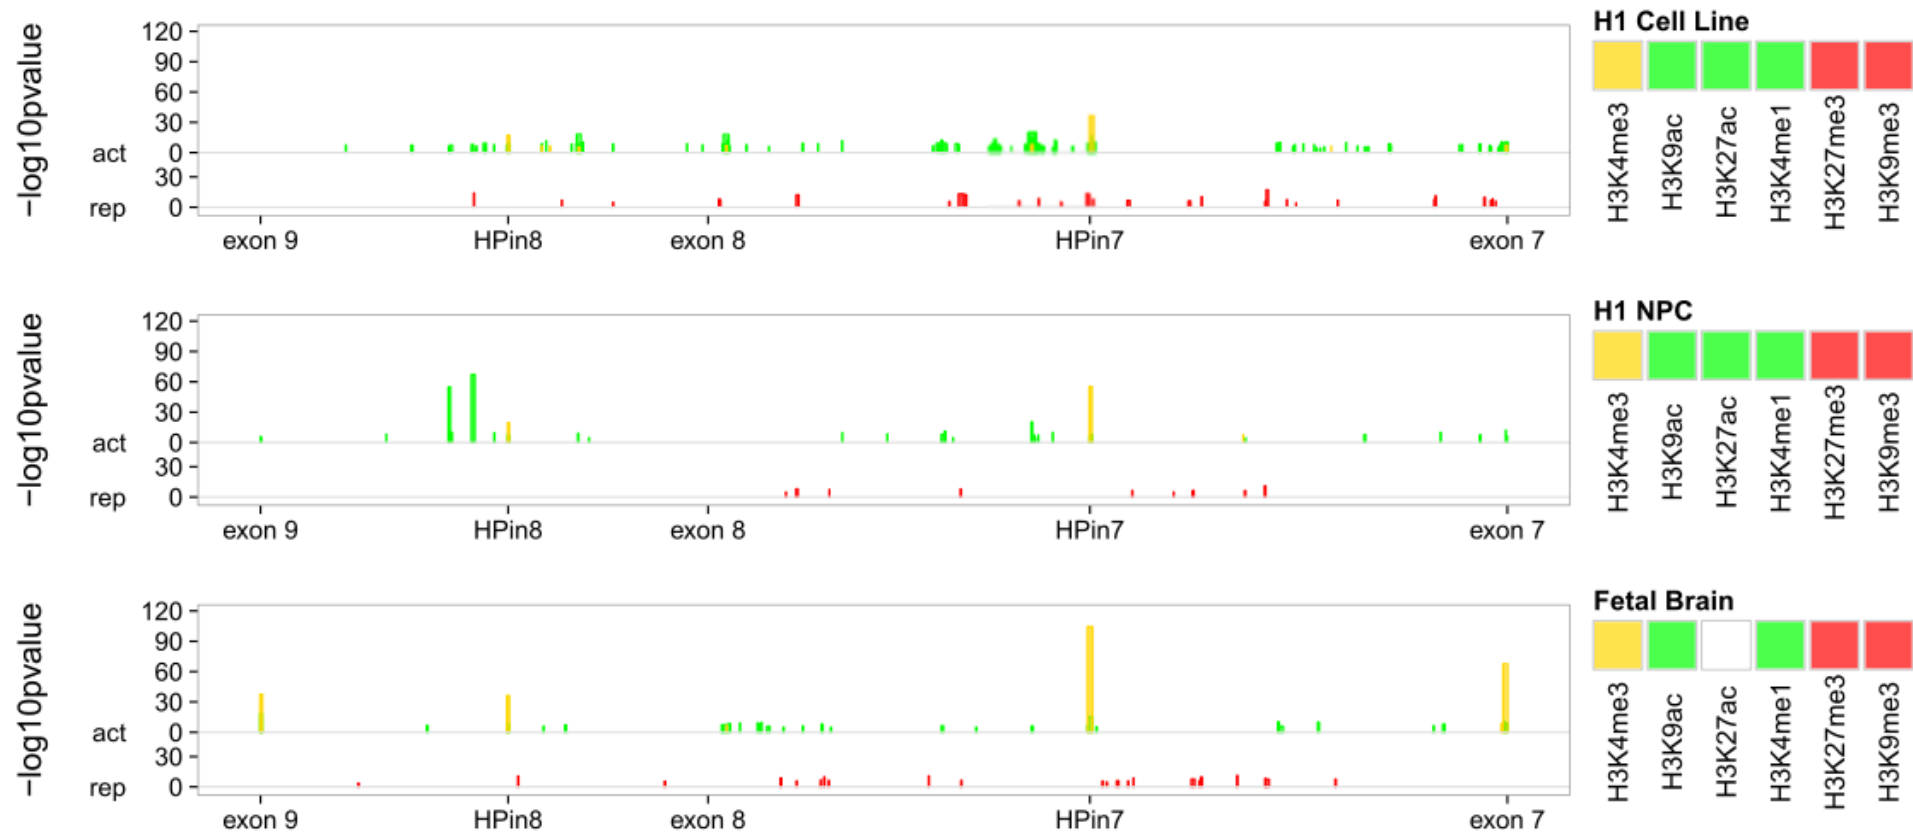 H1 Cell Line
−log10pvalue
120
90
60
30
act 0
30
rep 0
exon 9 HPin8 exon 8 HPin7 exon 7
H3K4me3 H3K9ac H3K27ac H3K4me1 H3K27me3 H3K9me3
H1 NPC
−log10pvalue
120
90
60
30
act 0
30
rep 0
exon 9 HPin8 exon 8 HPin7 exon 7
H3K4me3 H3K9ac H3K27ac H3K4me1 H3K27me3 H3K9me3
Fetal Brain
−log10pvalue
120
90
60
30
act 0
30
rep 0
exon 9 HPin8 exon 8 HPin7 exon 7
H3K4me3 H3K9ac H3K27ac H3K4me1 H3K27me3 H3K9me3